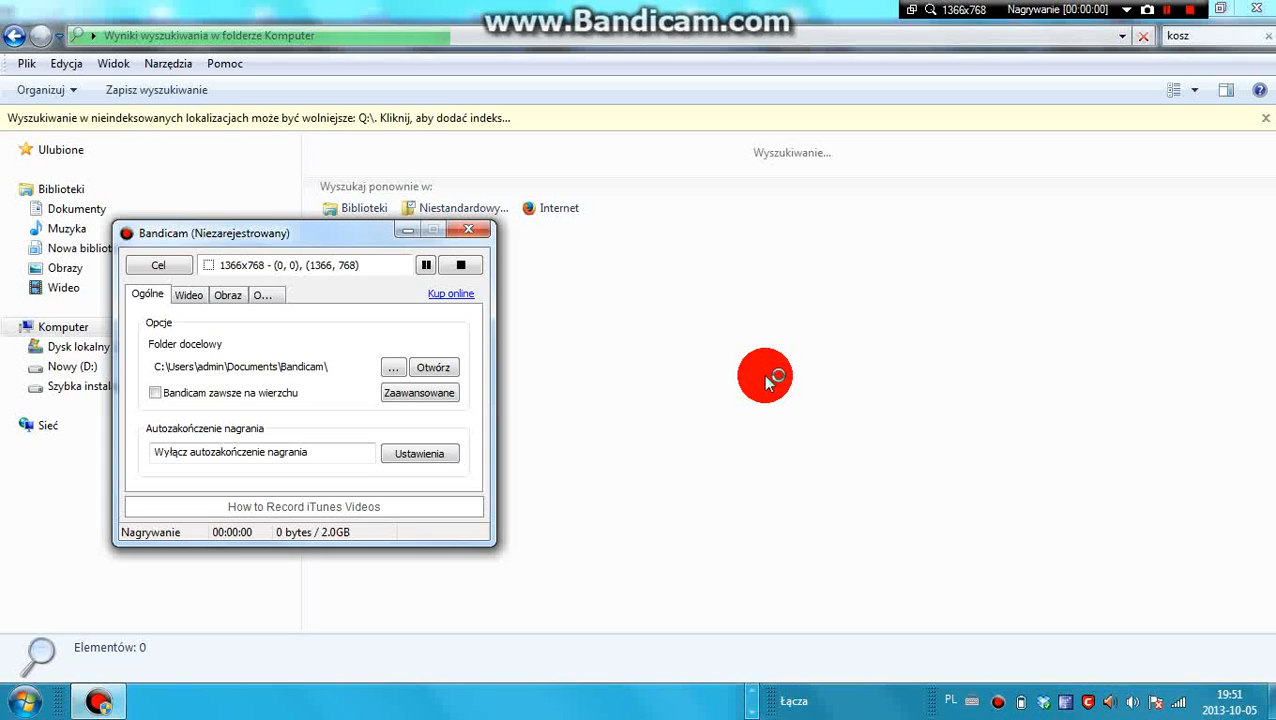 www.Bandicam.com
1366x768 Nagrywanie [00:00:00]
Wyniki wyszukiwania w folderze Komputer
kosz
Plik Edycja Widok Narzędzia Pomoc
Organizuj Zapisz wyszukiwanie
Wyszukiwanie w nieindeksowanych lokalizacjach może być wolniejsze: Q:\. Kliknij, aby dodać indeks...
Ulubione
Biblioteki
Dokumenty
Muzyka
Nowa bibliot
Obrazy
Wideo
Komputer
Dysk lokalny
Nowy (D:)
Szybka instal
Sieć
Wyszukiwanie...
Wyszukaj ponownie w:
Biblioteki Niestandardowy... Internet
Bandicam (Niezarejestrowany)
Cel 1366x768 - (0, 0), (1366, 768)
Ogólne Wideo Obraz O... Kup online
Opcje
Folder docelowy
C:\Users\admin\Documents\Bandicam\ ... Otwórz
Bandicam zawsze na wierzchu Zaawansowane
Autozakończenie nagrania
Wyłącz autozakończenie nagrania Ustawienia
How to Record iTunes Videos
Nagrywanie 00:00:00 0 bytes / 2.0GB
Elementów: 0
Łącza PL 19:51
2013-10-05